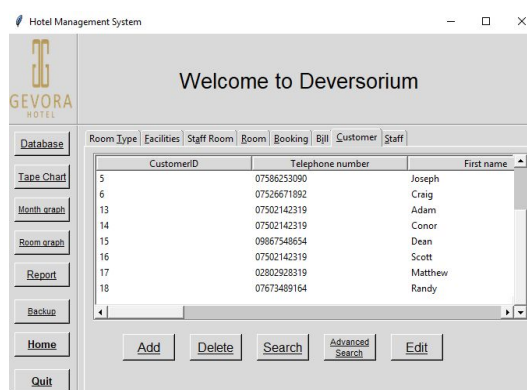 Hotel Management System
GEVORA
HOTEL
Welcome to Deversorium
Database
Tape Chart
Month graph
Room graph
Report
Backup
Home
Quit
Room Type Facilities Staff Room Room Booking Bill Customer Staff
CustomerID Telephone number First name
5 07586253090 Joseph
6 07526671892 Craig
13 07502142319 Adam
14 07502142319 Conor
15 09867548654 Dean
16 07502142319 Scott
17 02802928319 Matthew
18 07673489164 Randy
Add Delete Search Advanced Search Edit